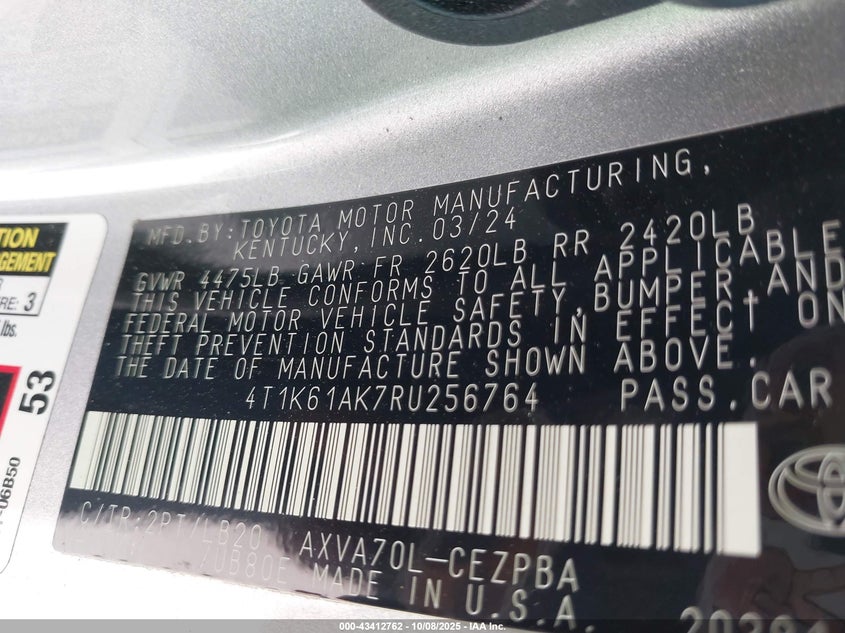 MFD.BY:TOYOTA MOTOR MANUFACTURING,
KENTUCKY,INC.03/24
GVWR 4475LB GAWR FR 2620LB RR 2420LB
THIS VEHICLE CONFORMS TO ALL APPLICABLE
FEDERAL MOTOR VEHICLE SAFETY,BUMPER,AND
THEFT PREVENTION STANDARDS IN EFFECT ON
THE DATE OF MANUFACTURE SHOWN ABOVE.
4T1K61AK7RU256764 PASS.CAR
C/TR:2PT/LB20 AXVA70L-CEZPBA
MADE IN U.S.A.
3
lbs.
53
06B50
000-43412762 - 10/08/2025 - IAA Inc.